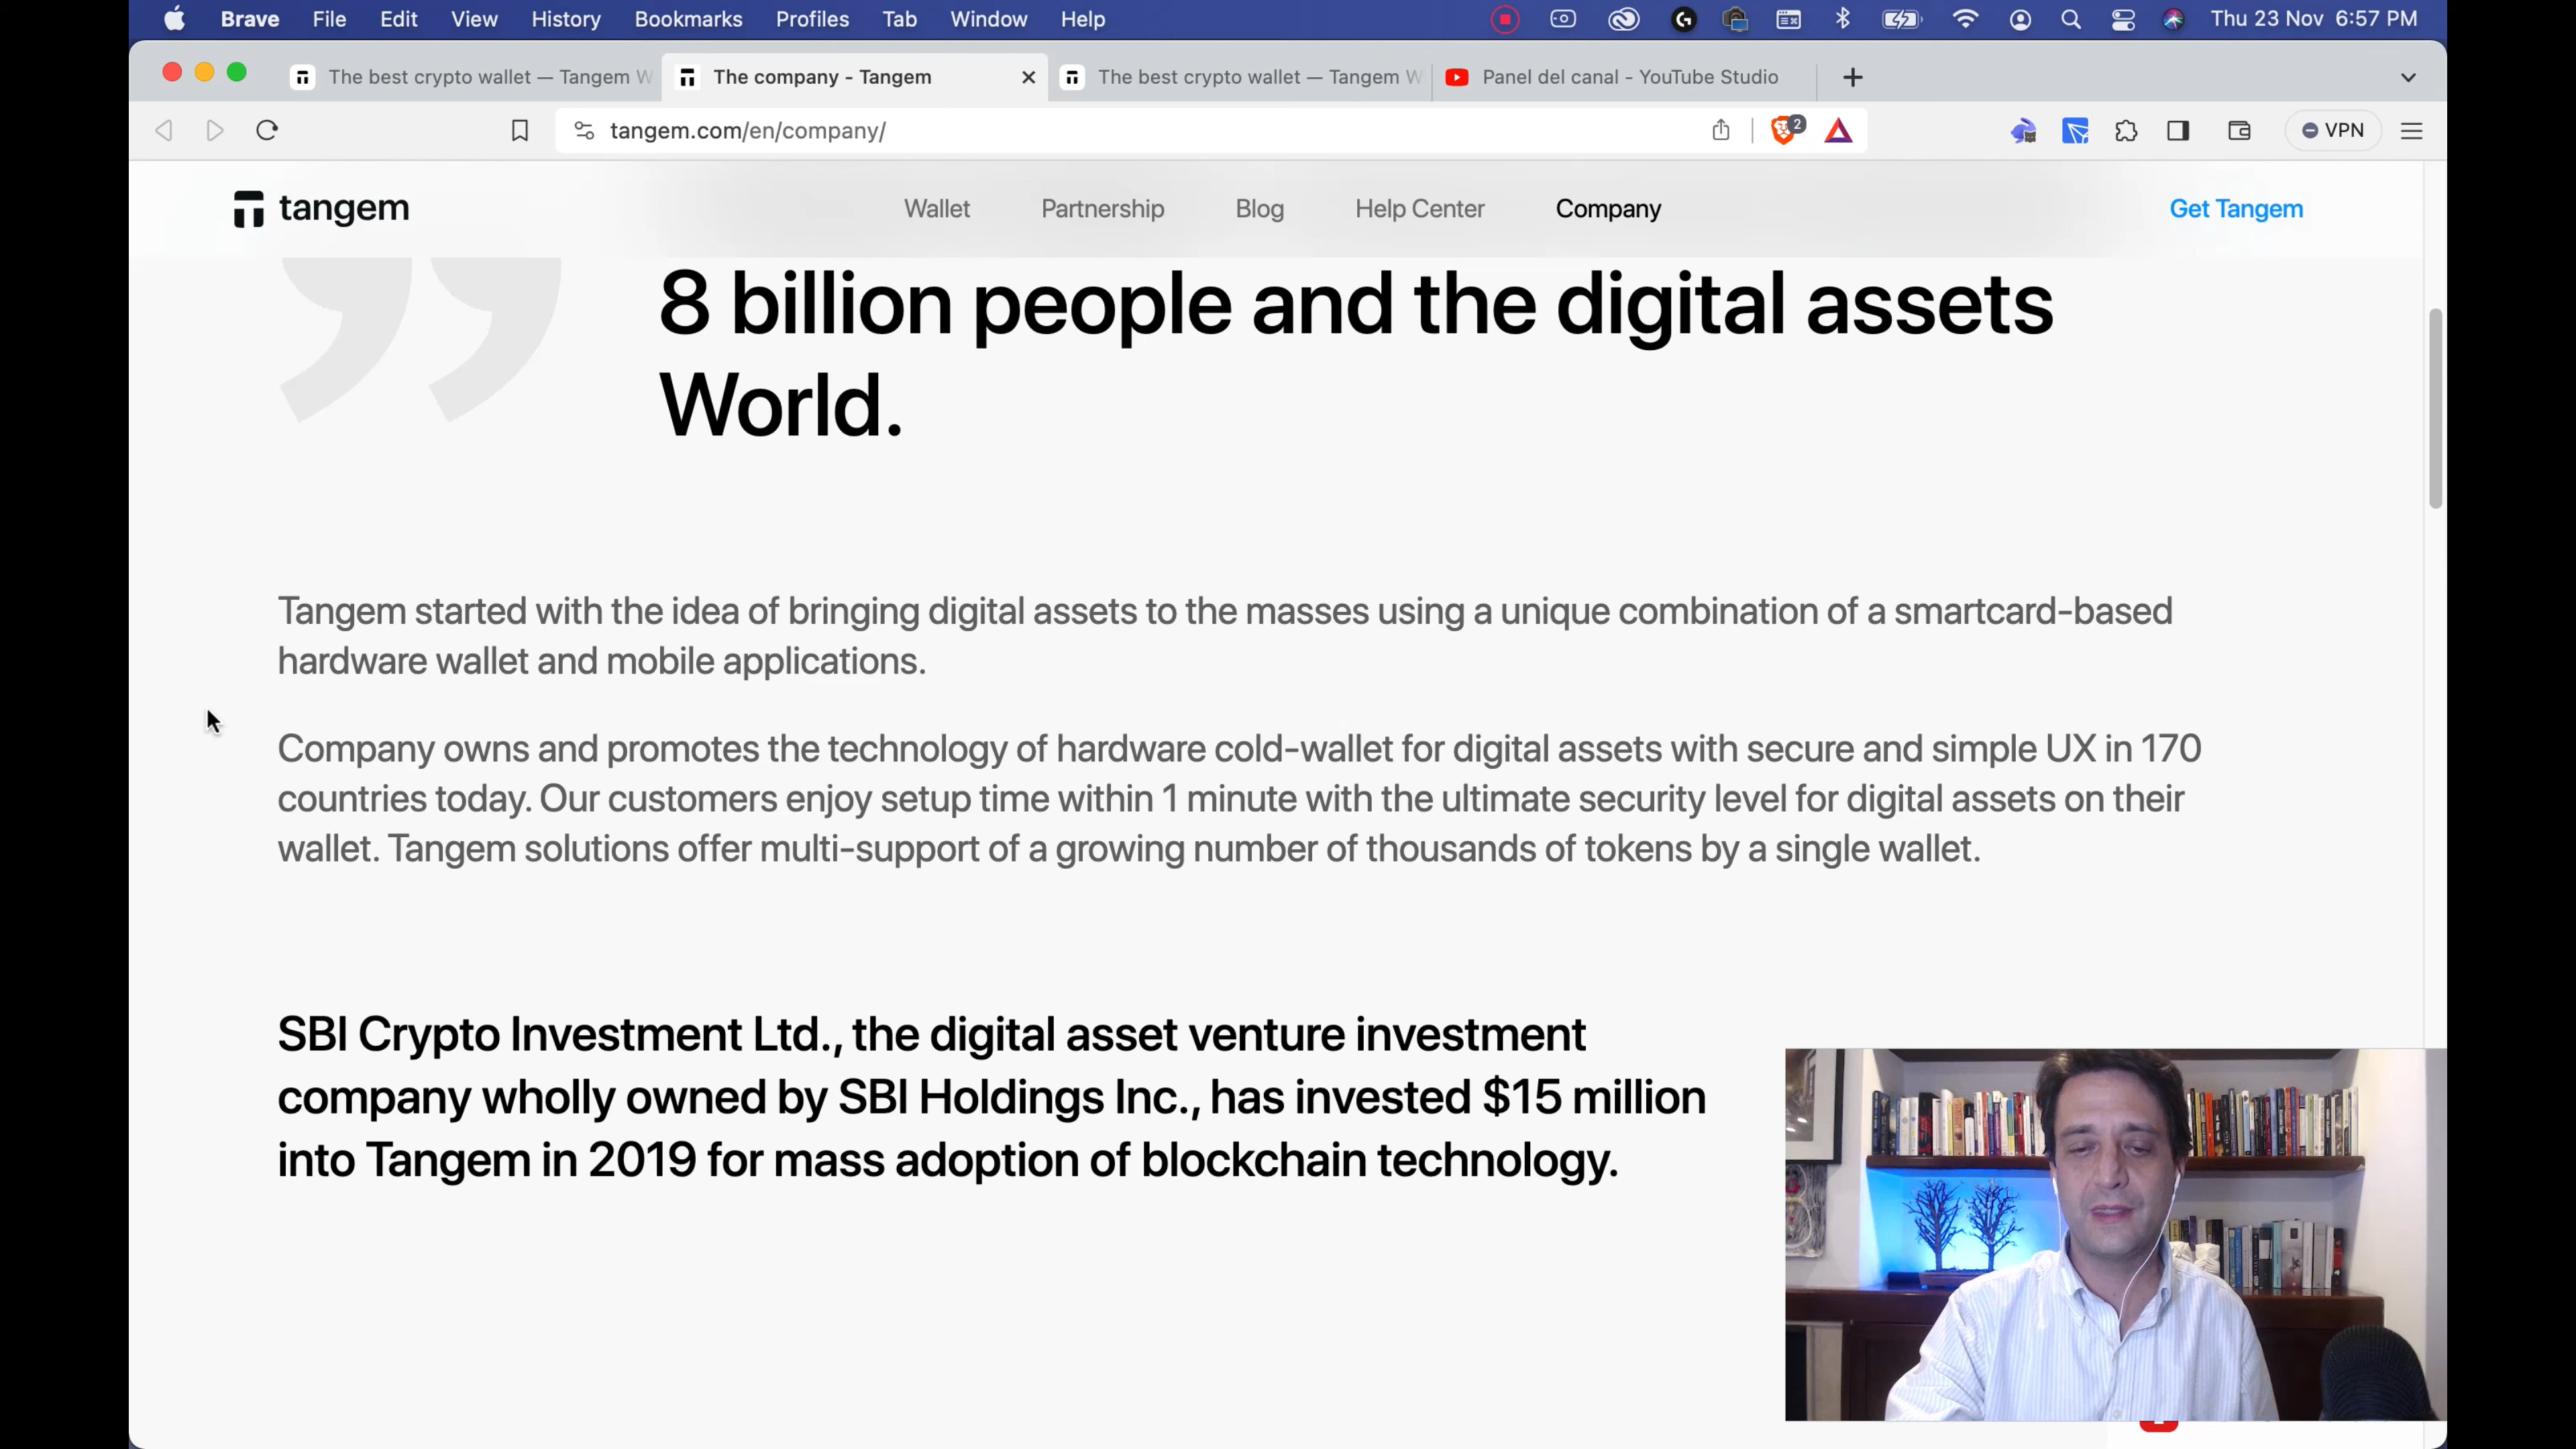 Brave File Edit View History Bookmarks Profiles Tab Window Help Thu 23 Nov 6:57 PM
The best crypto wallet — Tangem W The company - Tangem The best crypto wallet — Tangem W Panel del canal - YouTube Studio
tangem.com/en/company/ 2 VPN
tangem Wallet Partnership Blog Help Center Company Get Tangem
8 billion people and the digital assets
World.
Tangem started with the idea of bringing digital assets to the masses using a unique combination of a smartcard-based
hardware wallet and mobile applications.
Company owns and promotes the technology of hardware cold-wallet for digital assets with secure and simple UX in 170
countries today. Our customers enjoy setup time within 1 minute with the ultimate security level for digital assets on their
wallet. Tangem solutions offer multi-support of a growing number of thousands of tokens by a single wallet.
SBI Crypto Investment Ltd., the digital asset venture investment
company wholly owned by SBI Holdings Inc., has invested $15 million
into Tangem in 2019 for mass adoption of blockchain technology.